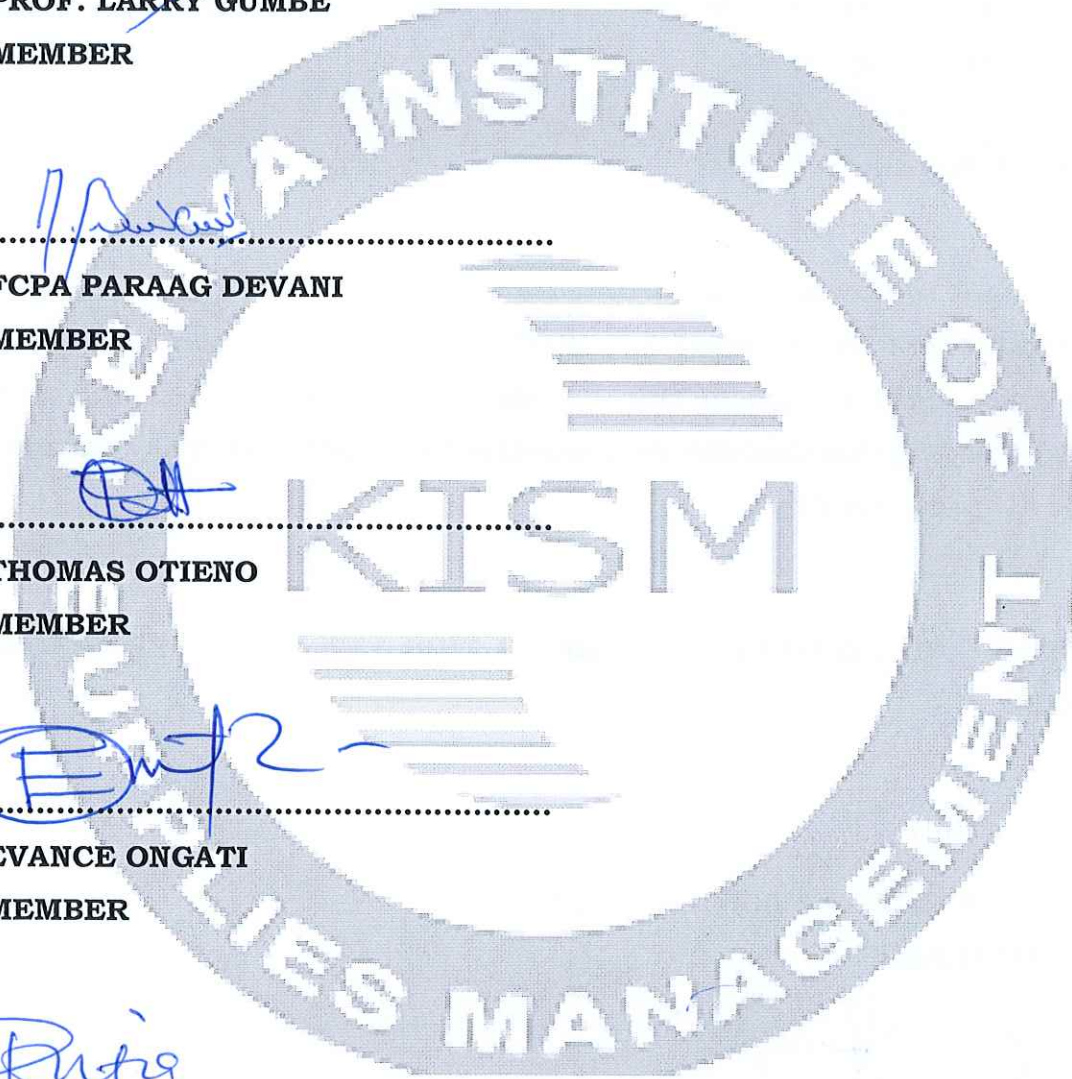 PROF. LARRY GUMBE
MEMBER
FCPA PARAAG DEVANI
MEMBER
THOMAS OTIENO
MEMBER
EVANCE ONGATI
MEMBER
KENYA INSTITUTE OF
SUPPLIES MANAGEMENT
KISM